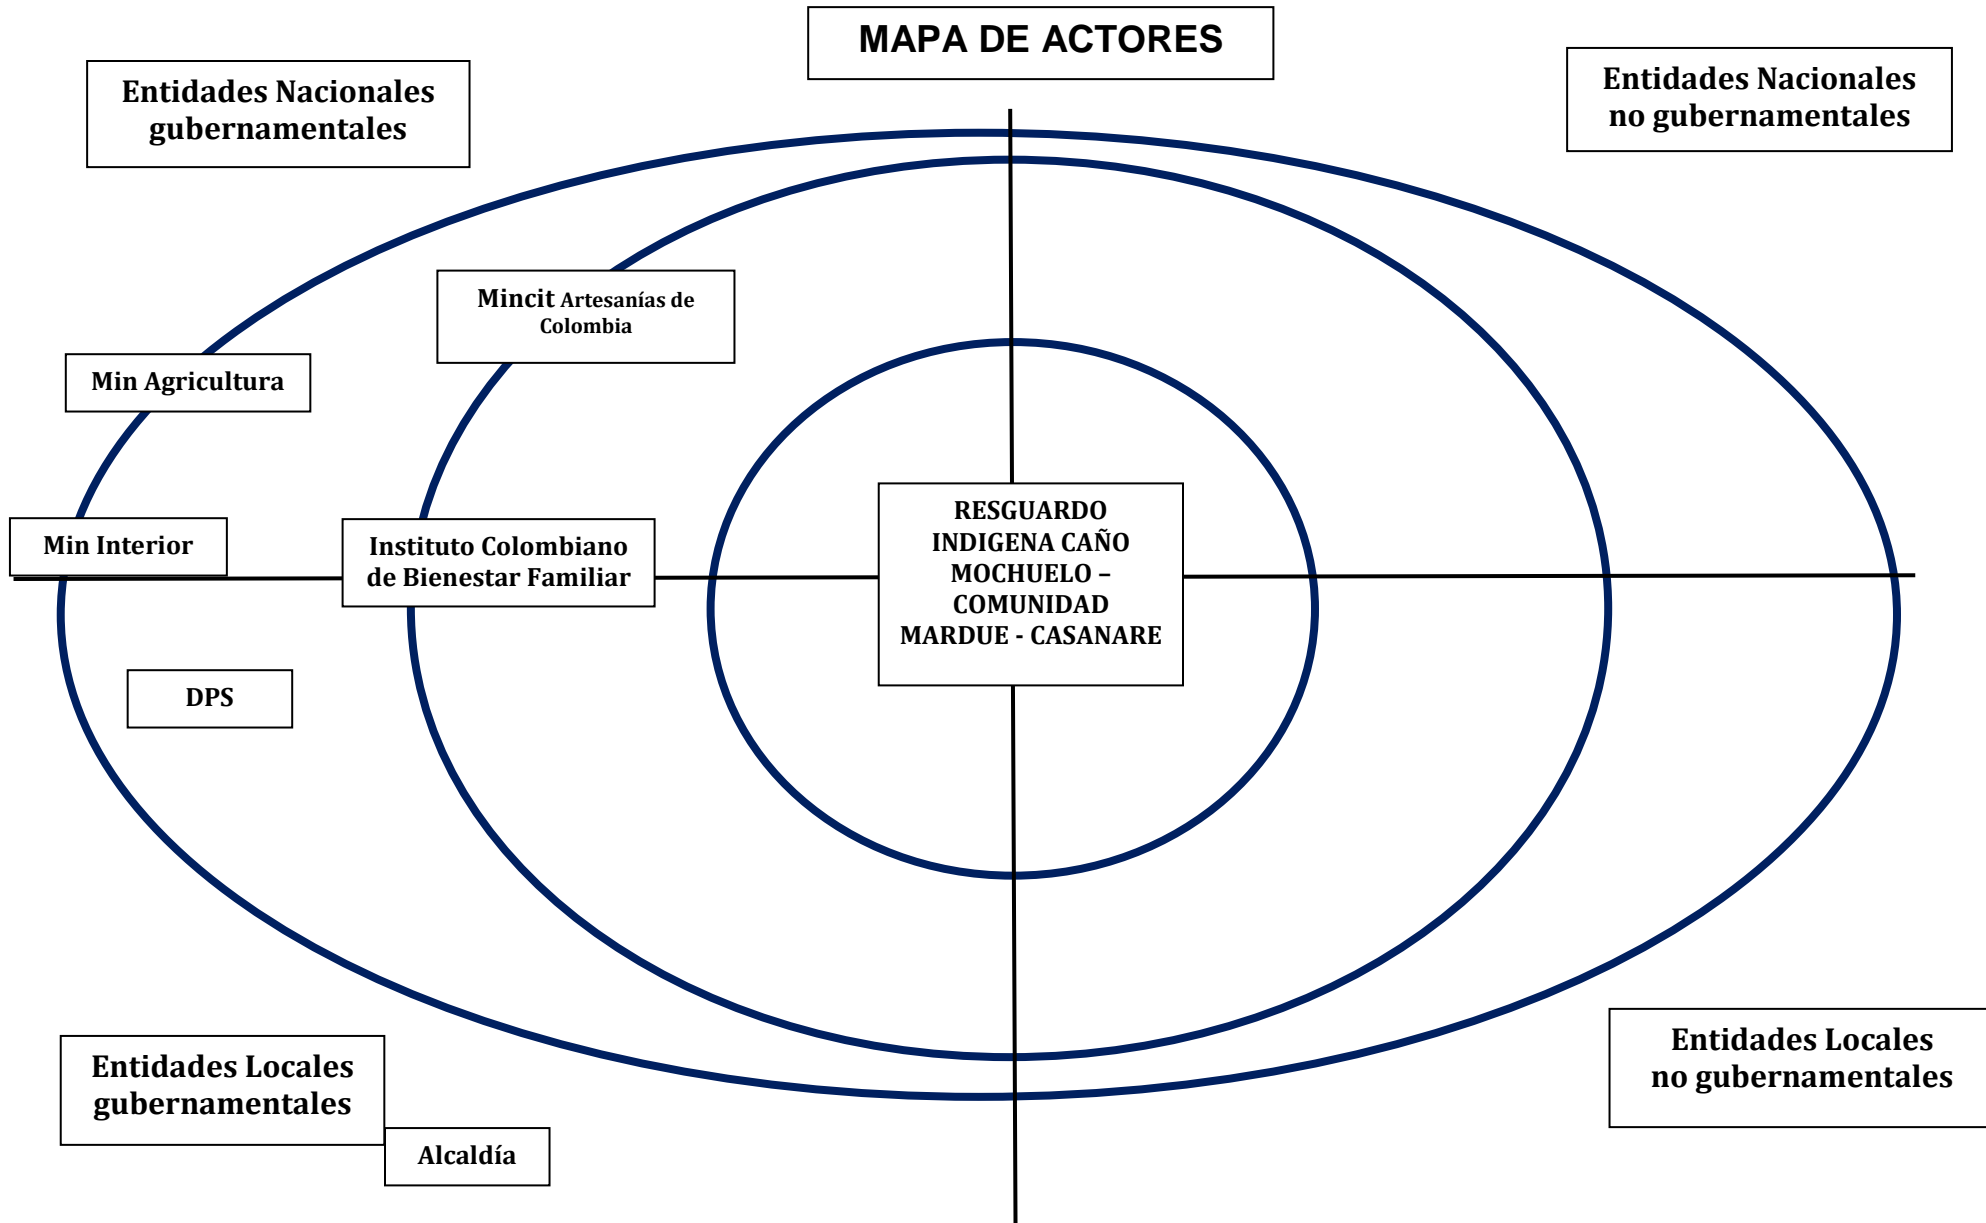 MAPA DE ACTORES
Entidades Nacionales
gubernamentales
Entidades Nacionales
no gubernamentales
Mincit Artesanías de
Colombia
Min Agricultura
Min Interior
Instituto Colombiano
de Bienestar Familiar
RESGUARDO
INDIGENA CAÑO
MOCHUELO –
COMUNIDAD
MARDUE - CASANARE
DPS
Entidades Locales
gubernamentales
Entidades Locales
no gubernamentales
Alcaldía